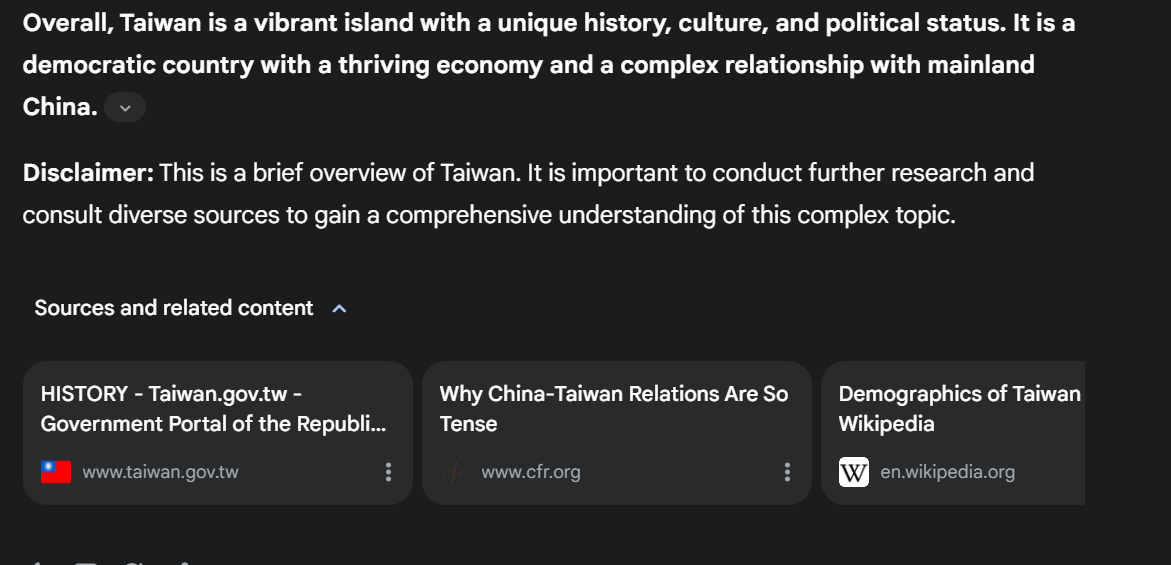 Overall, Taiwan is a vibrant island with a unique history, culture, and political status. It is a
democratic country with a thriving economy and a complex relationship with mainland
China.
Disclaimer: This is a brief overview of Taiwan. It is important to conduct further research and
consult diverse sources to gain a comprehensive understanding of this complex topic.
Sources and related content
HISTORY - Taiwan.gov.tw -
Government Portal of the Republi...
www.taiwan.gov.tw
Why China-Taiwan Relations Are So
Tense
cfr
www.cfr.org
Demographics of Taiwan
Wikipedia
W
en.wikipedia.org